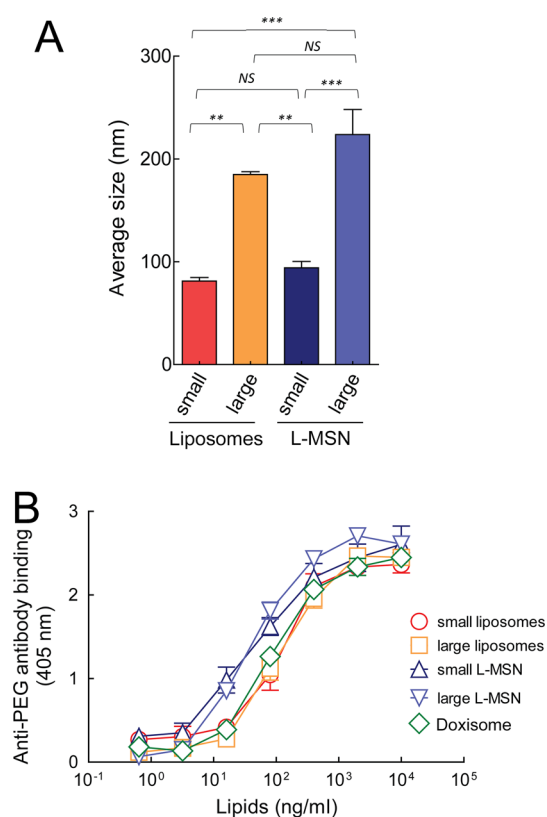 A
***
NS
NS
***
**
**
300
200
100
0
Average size (nm)
small
large
small
large
Liposomes
L-MSN
B
3
2
1
0
Anti-PEG antibody binding
(405 nm)
small liposomes
large liposomes
small L-MSN
large L-MSN
Doxisome
10-1
100
101
102
103
104
105
Lipids (ng/ml)